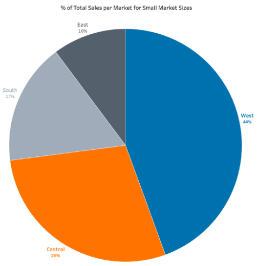 % of Total Sales per Market for Small Market Sizes
East
10%
West
44%
South
17%
Central
29%